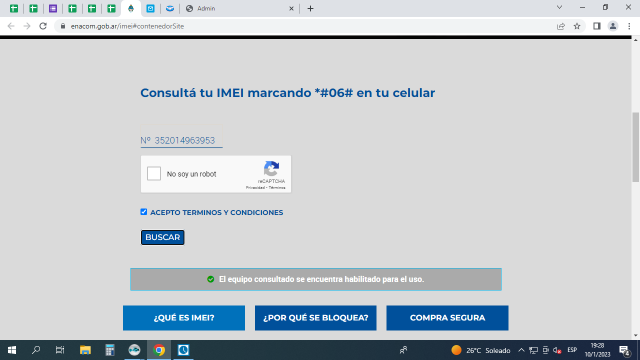 Admin
enacom.gob.ar/imei#contenedorSite
Consultá tu IMEI marcando *#06# en tu celular
Nº 352014963953
No soy un robot
reCAPTCHA
Privacidad - Términos
ACEPTO TERMINOS Y CONDICIONES
BUSCAR
El equipo consultado se encuentra habilitado para el uso.
¿QUÉ ES IMEI?
¿POR QUÉ SE BLOQUEA?
COMPRA SEGURA
26°C Soleado
ESP
19:28
10/1/2023